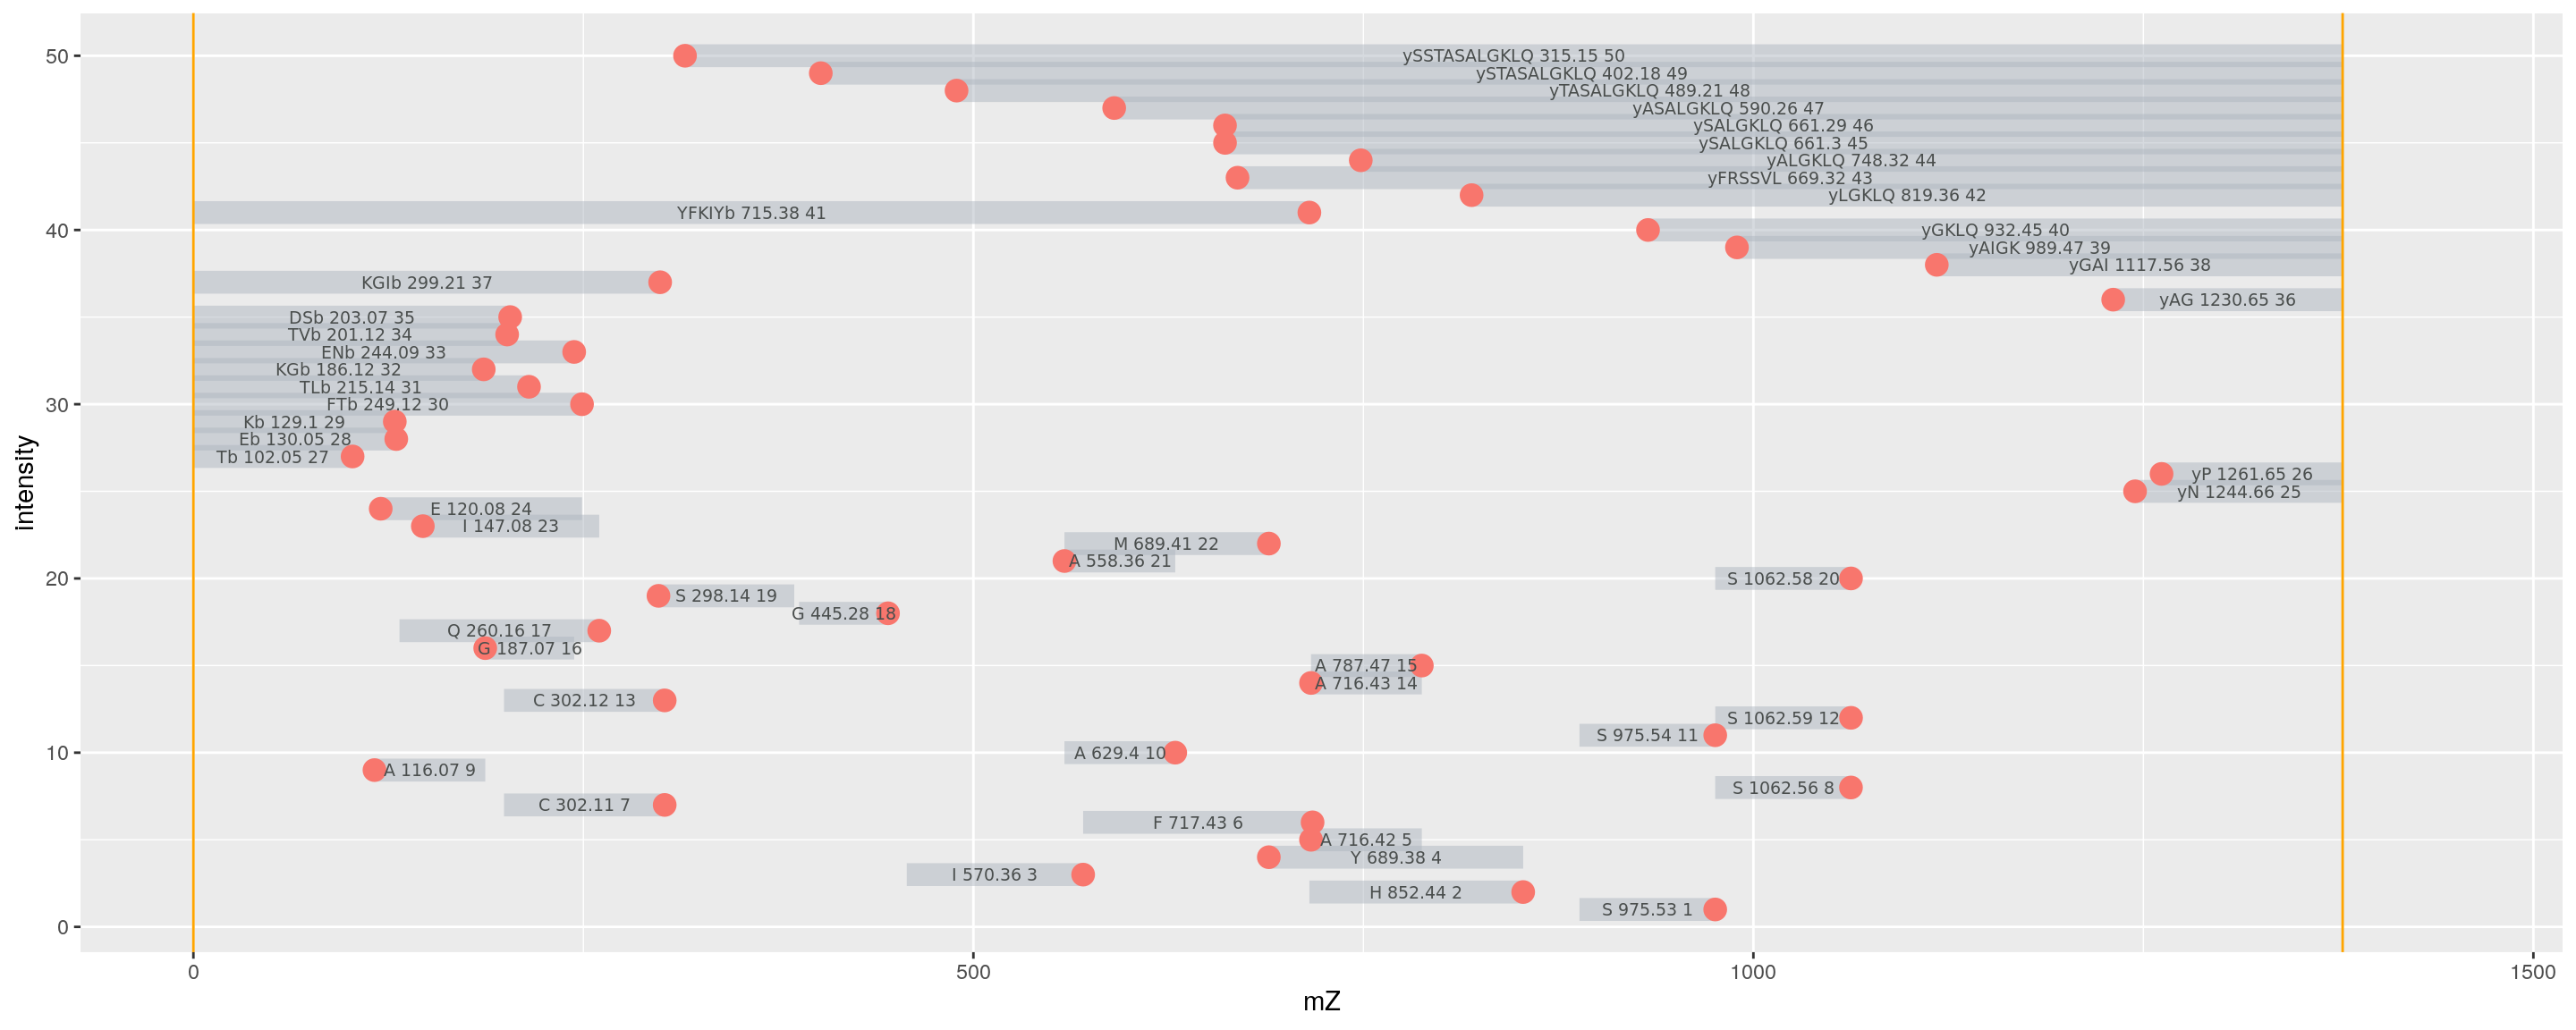 50
ySSTASALGKLQ 315.15 50
ySTASALGKLQ 402.18 49
yTASALGKLQ 489.21 48
yASALGKLQ 590.26 47
ySALGKLQ 661.29 46
ySALGKLQ 661.3 45
yALGKLQ 748.32 44
yFRSSVL 669.32 43
yLGKLQ 819.36 42
YFKIYb 715.38 41
40
yGKLQ 932.45 40
yAIGK 989.47 39
yGAI 1117.56 38
KGIb 299.21 37
yAG 1230.65 36
DSb 203.07 35
TVb 201.12 34
ENb 244.09 33
KGb 186.12 32
TLb 215.14 31
30
FTb 249.12 30
Kb 129.1 29
Eb 130.05 28
Tb 102.05 27
yP 1261.65 26
yN 1244.66 25
E 120.08 24
I 147.08 23
M 689.41 22
A 558.36 21
20
S 1062.58 20
S 298.14 19
G 445.28 18
Q 260.16 17
G 187.07 16
A 787.47 15
A 716.43 14
C 302.12 13
S 1062.59 12
S 975.54 11
10
A 629.4 10
A 116.07 9
S 1062.56 8
C 302.11 7
F 717.43 6
A 716.42 5
Y 689.38 4
I 570.36 3
H 852.44 2
S 975.53 1
0
intensity
0 500 1000 1500
mZ